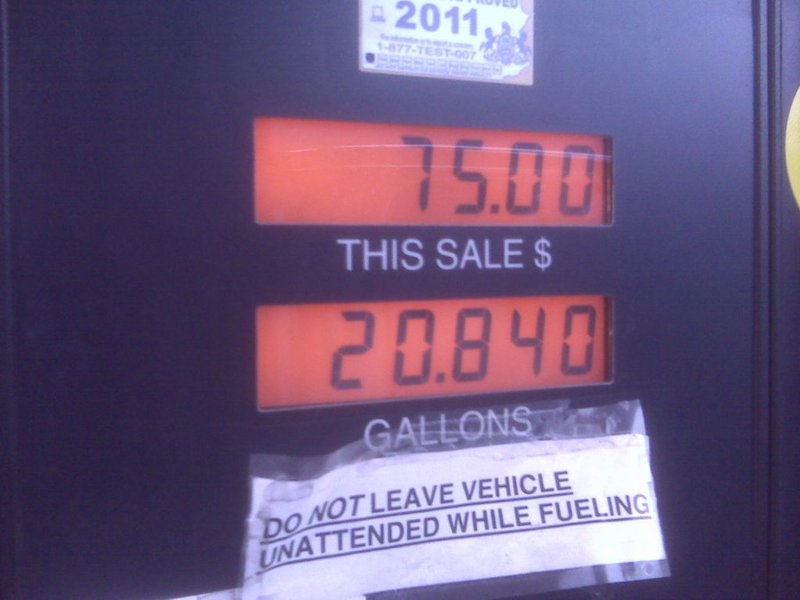 2011
1-877-TEST-007
75.00
THIS SALE $
20.840
GALLONS
DO NOT LEAVE VEHICLE
UNATTENDED WHILE FUELING